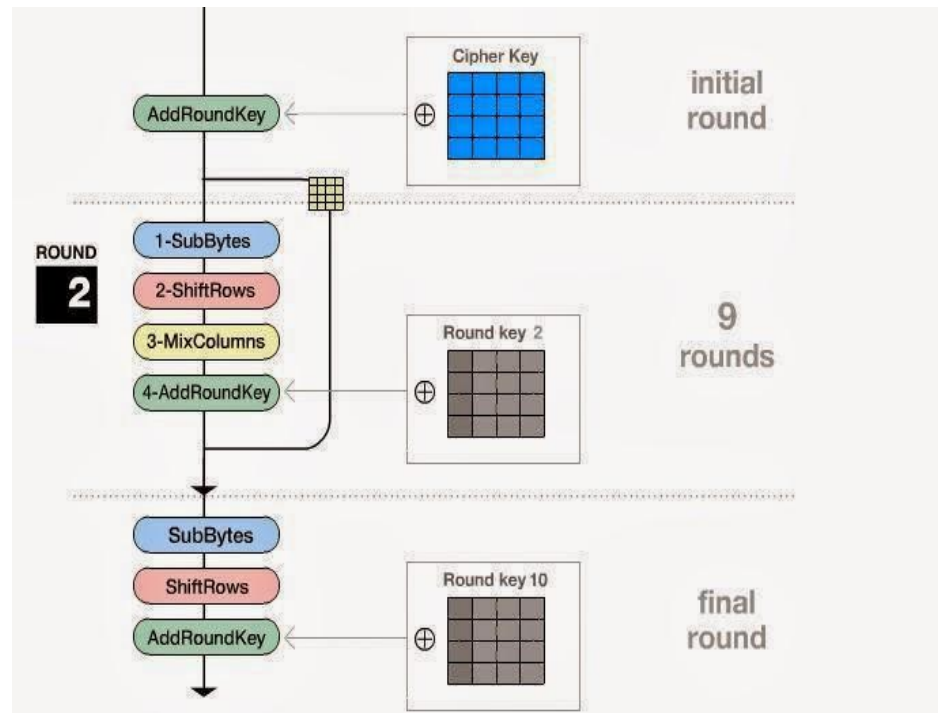 Cipher Key
initial
round
AddRoundKey
ROUND
2
1-SubBytes
2-ShiftRows
3-MixColumns
4-AddRoundKey
Round key 2
9
rounds
SubBytes
ShiftRows
AddRoundKey
Round key 10
final
round